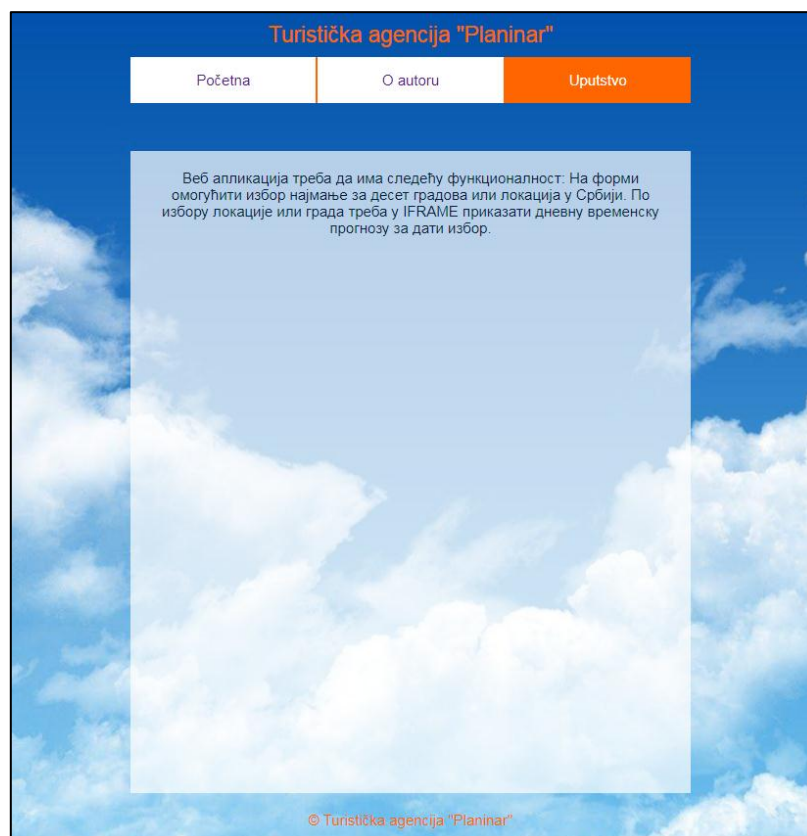 Turistička agencija "Planinar"
Početna
O autoru
Uputstvo
Веб апликација треба да има следећу функционалност: На форми
омогућити избор најмање за десет градова или локација у Србији. По
избору локације или града треба у IFRAME приказати дневну временску
прогнозу за дати избор.
© Turistička agencija "Planinar"